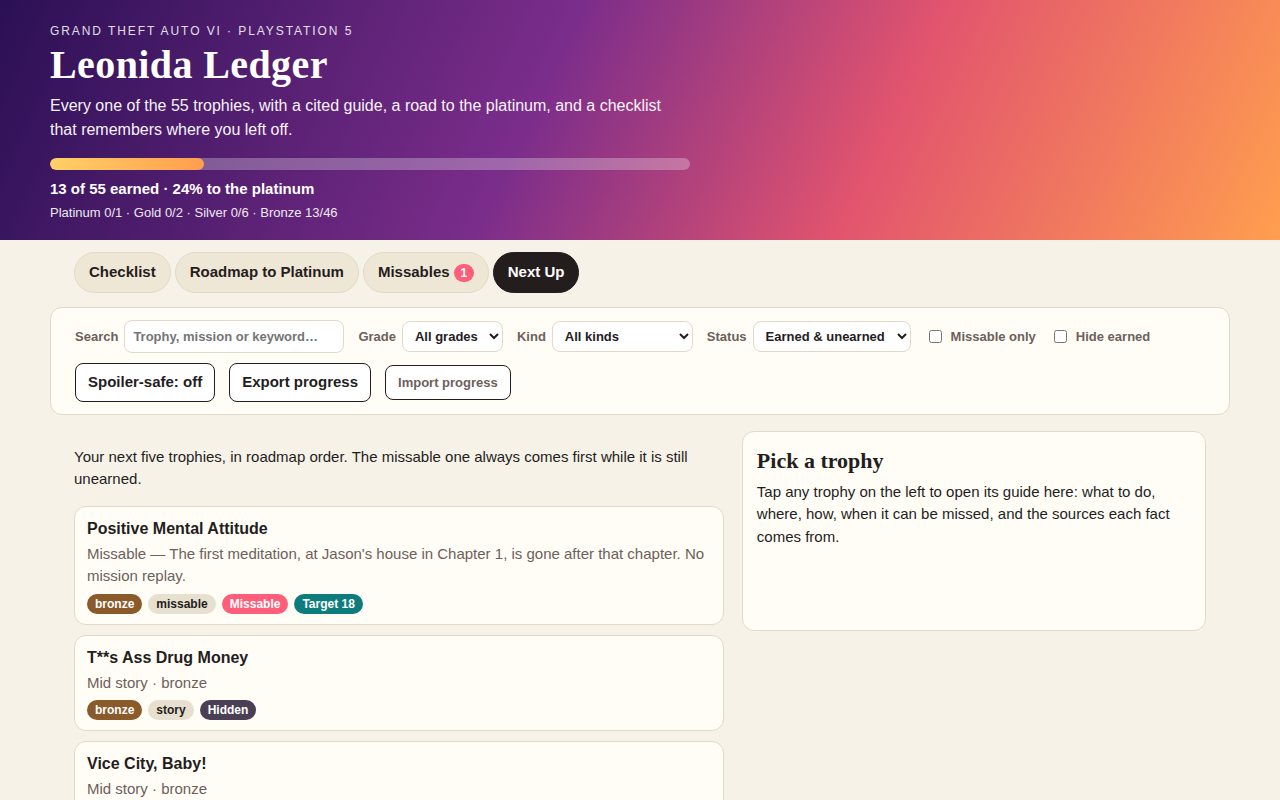 GRAND THEFT AUTO VI · PLAYSTATION 5
Leonida Ledger
Every one of the 55 trophies, with a cited guide, a road to the platinum, and a checklist
that remembers where you left off.
13 of 55 earned · 24% to the platinum
Platinum 0/1 · Gold 0/2 · Silver 0/6 · Bronze 13/46
Checklist Roadmap to Platinum Missables 1 Next Up
Search Trophy, mission or keyword… Grade All grades Kind All kinds Status Earned & unearned Missable only Hide earned
Spoiler-safe: off Export progress Import progress
Your next five trophies, in roadmap order. The missable one always comes first while it is still
unearned.
Positive Mental Attitude
Missable — The first meditation, at Jason's house in Chapter 1, is gone after that chapter. No
mission replay.
bronze missable Missable Target 18
T**s Ass Drug Money
Mid story · bronze
bronze story Hidden
Vice City, Baby!
Mid story · bronze
Pick a trophy
Tap any trophy on the left to open its guide here: what to do,
where, how, when it can be missed, and the sources each fact
comes from.